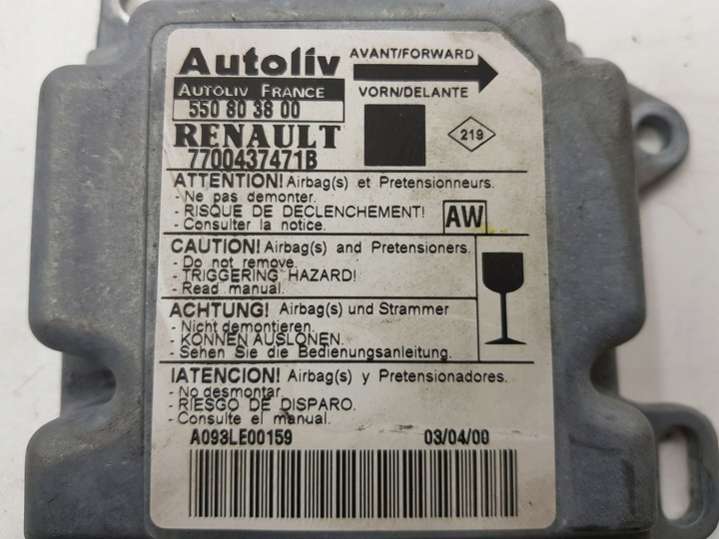 Autoliv
AVANT/FORWARD
AUTOLIV FRANCE
VORN/DELANTE
550 80 38 00
RENAULT
7700437471B
219
ATTENTION! Airbag(s) et Pretensionneurs.
- Ne pas demonter.
- RISQUE DE DECLENCHEMENT!
- Consulter la notice.
AW
CAUTION! Airbag(s) and Pretensioners.
- Do not remove.
- TRIGGERING HAZARD!
- Read manual.
ACHTUNG! Airbag(s) und Strammer
- Nicht demontieren.
- KONNEN AUSLONEN.
- Sehen Sie die Bedienungsanleitung.
IATENCION! Airbag(s) y Pretensionadores.
- No desmontar.
- RIESGO DE DISPARO.
- Consulte el manual.
A093LE00159 03/04/00